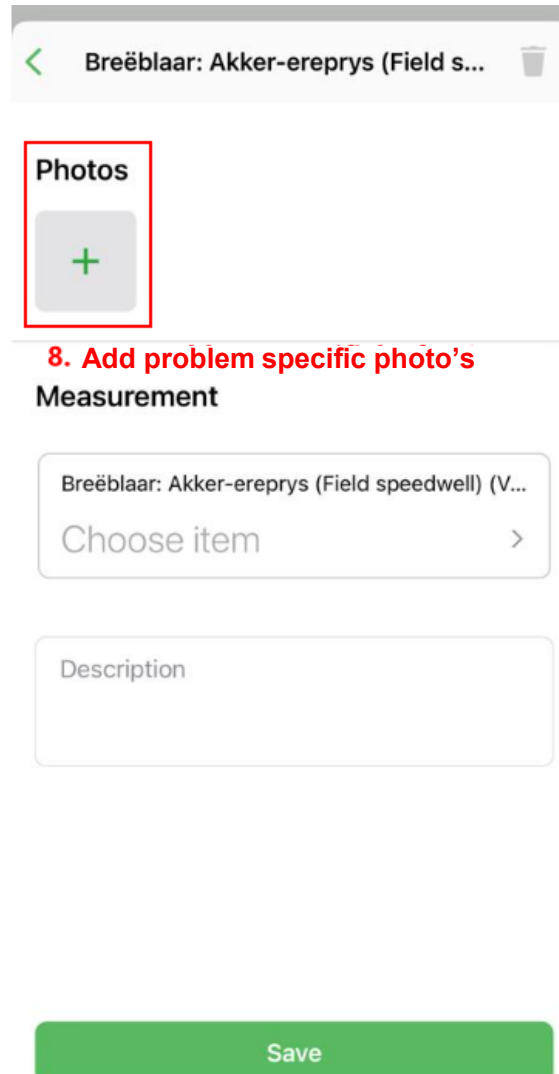 Breëblaar: Akker-ereprys (Field s...
Photos
+
8. Add problem specific photo's
Measurement
Breëblaar: Akker-ereprys (Field speedwell) (V...
Choose item
Description
Save